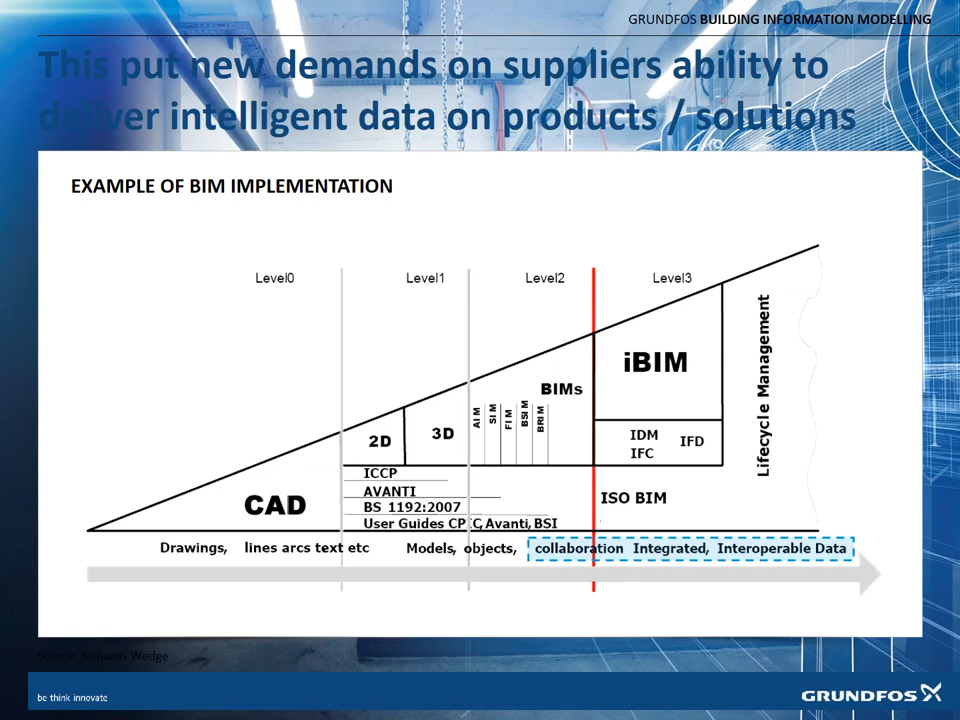 GRUNDFOS BUILDING INFORMATION MODELLING
This put new demands on suppliers ability to
deliver intelligent data on products / solutions
EXAMPLE OF BIM IMPLEMENTATION
Level0 Level1 Level2 Level3
Lifecycle Management
iBIM
BIMs
AIM
SIM
FIM
BSIM
BRIM
2D 3D
IDM IFD
IFC
ICCP
AVANTI
BS 1192:2007
User Guides CPIC, Avanti, BSI
CAD
ISO BIM
Drawings, lines arcs text etc Models, objects, collaboration Integrated, Interoperable Data
Source: Richards Wedge
be think innovate
GRUNDFOS